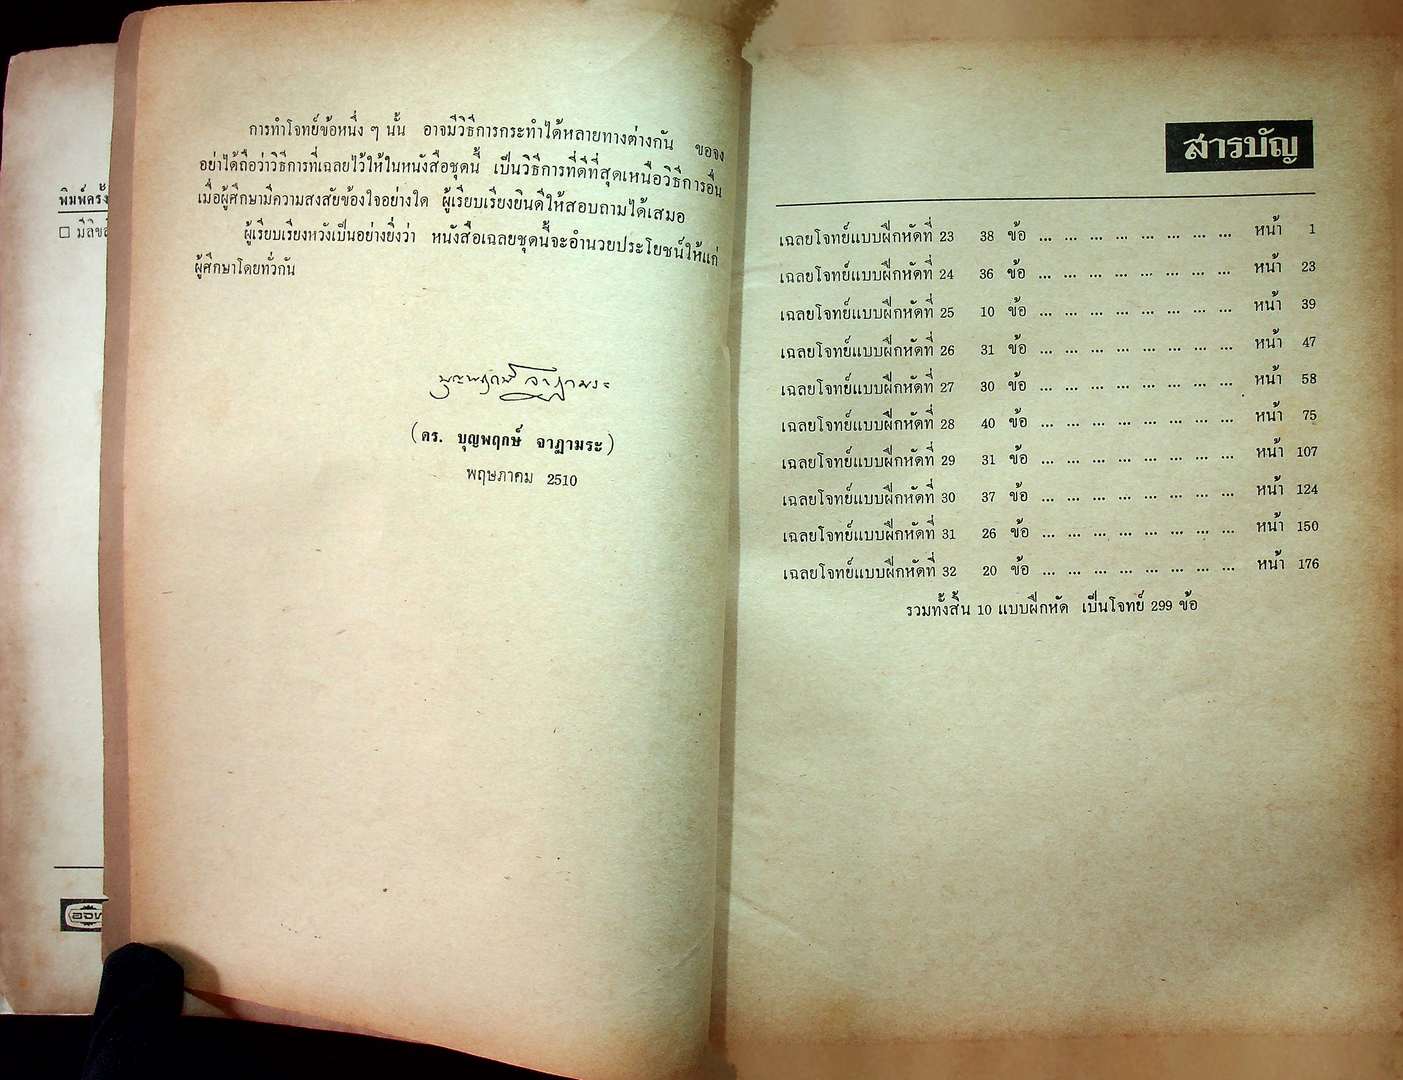 พิมพ์ครั้ง
□ มีลิขสิ
การทำโจทย์ข้อหนึ่ง ๆ นั้น อาจมีวิธีการกระทำได้หลายทางต่างกัน ขอจง
อย่าได้ถือว่าวิธีการที่เฉลยไว้ให้ในหนังสือชุดนี้ เป็นวิธีการที่ดีที่สุดเหนือวิธีการอื่น
เมื่อผู้ศึกษามีความสงสัยข้องใจอย่างใด ผู้เรียบเรียงยินดีให้สอบถามได้เสมอ
ผู้เรียบเรียงหวังเป็นอย่างยิ่งว่า หนังสือเฉลยชุดนี้จะอำนวยประโยชน์ให้แก่
ผู้ศึกษาโดยทั่วกัน
บุญพฤกษ์ จาฏามระ
(ดร. บุญพฤกษ์ จาฏามระ)
พฤษภาคม 2510
สารบัญ
เฉลยโจทย์แบบฝึกหัดที่ 23 38 ข้อ ... ... ... ... ... ... ... ... หน้า 1
เฉลยโจทย์แบบฝึกหัดที่ 24 36 ข้อ ... ... ... ... ... ... ... ... หน้า 23
เฉลยโจทย์แบบฝึกหัดที่ 25 10 ข้อ ... ... ... ... ... ... ... ... หน้า 39
เฉลยโจทย์แบบฝึกหัดที่ 26 31 ข้อ ... ... ... ... ... ... ... ... หน้า 47
เฉลยโจทย์แบบฝึกหัดที่ 27 30 ข้อ ... ... ... ... ... ... ... ... หน้า 58
เฉลยโจทย์แบบฝึกหัดที่ 28 40 ข้อ ... ... ... ... ... ... ... ... หน้า 75
เฉลยโจทย์แบบฝึกหัดที่ 29 31 ข้อ ... ... ... ... ... ... ... ... หน้า 107
เฉลยโจทย์แบบฝึกหัดที่ 30 37 ข้อ ... ... ... ... ... ... ... ... หน้า 124
เฉลยโจทย์แบบฝึกหัดที่ 31 26 ข้อ ... ... ... ... ... ... ... ... หน้า 150
เฉลยโจทย์แบบฝึกหัดที่ 32 20 ข้อ ... ... ... ... ... ... ... ... หน้า 176
รวมทั้งสิ้น 10 แบบฝึกหัด เป็นโจทย์ 299 ข้อ